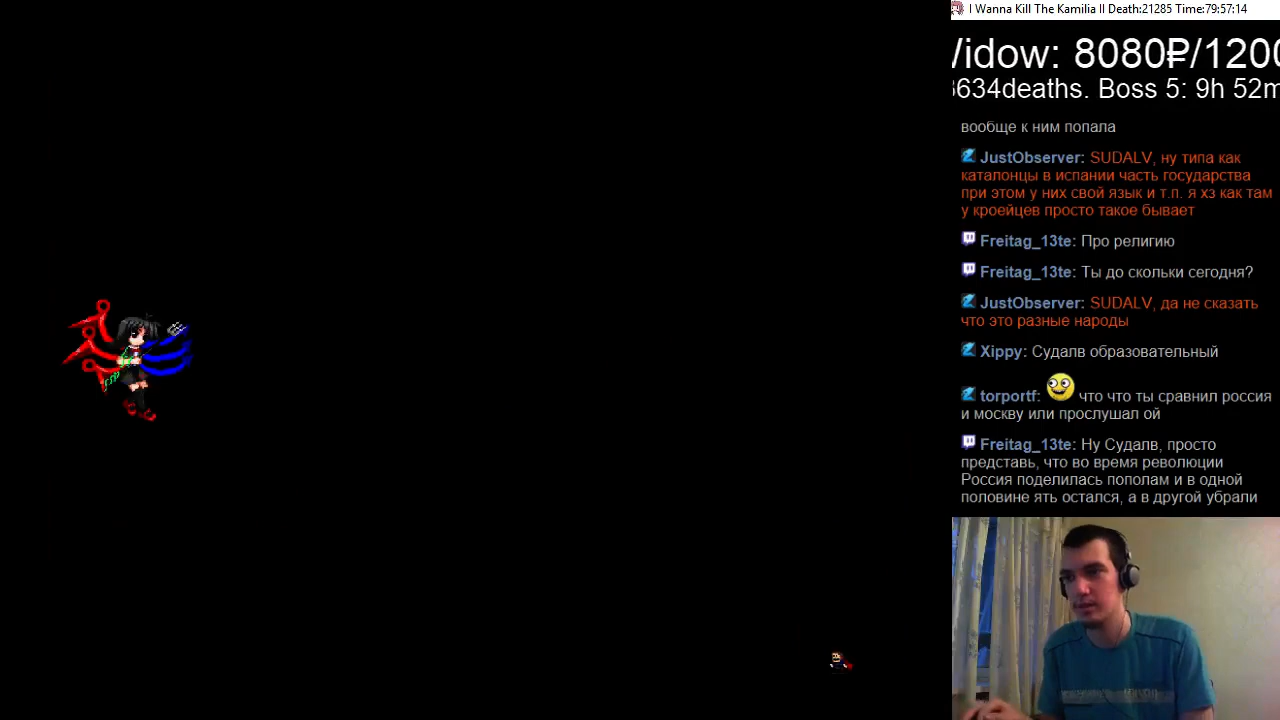 I Wanna Kill The Kamilia II Death:21285 Time:79:57:14
idow: 8080₽/1200
634deaths. Boss 5: 9h 52m
вообще к ним попала
JustObserver: SUDALV, ну типа как
каталонцы в испании часть государства
при этом у них свой язык и т.п. я хз как там
у кроейцев просто такое бывает
Freitag_13te: Про религию
Freitag_13te: Ты до скольки сегодня?
JustObserver: SUDALV, да не сказать
что это разные народы
Xippy: Судалв образовательный
torportf: что что ты сравнил россия
и москву или прослушал ой
Freitag_13te: Ну Судалв, просто
представь, что во время революции
Россия поделилась пополам и в одной
половине ять остался, а в другой убрали